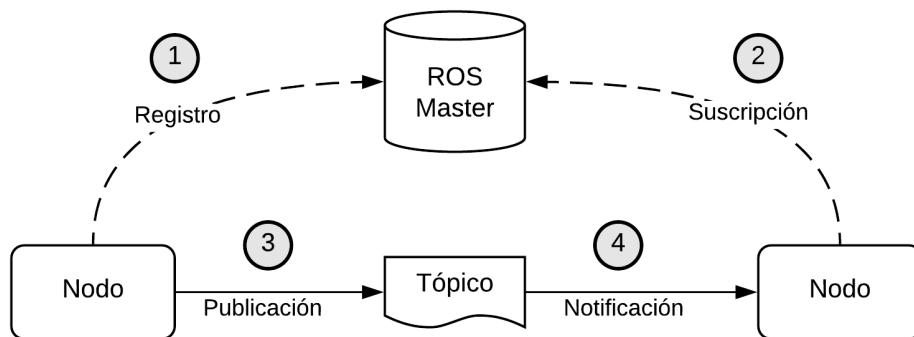 1
2
ROS
Master
Registro
Suscripción
3
4
Nodo
Tópico
Nodo
Publicación
Notificación